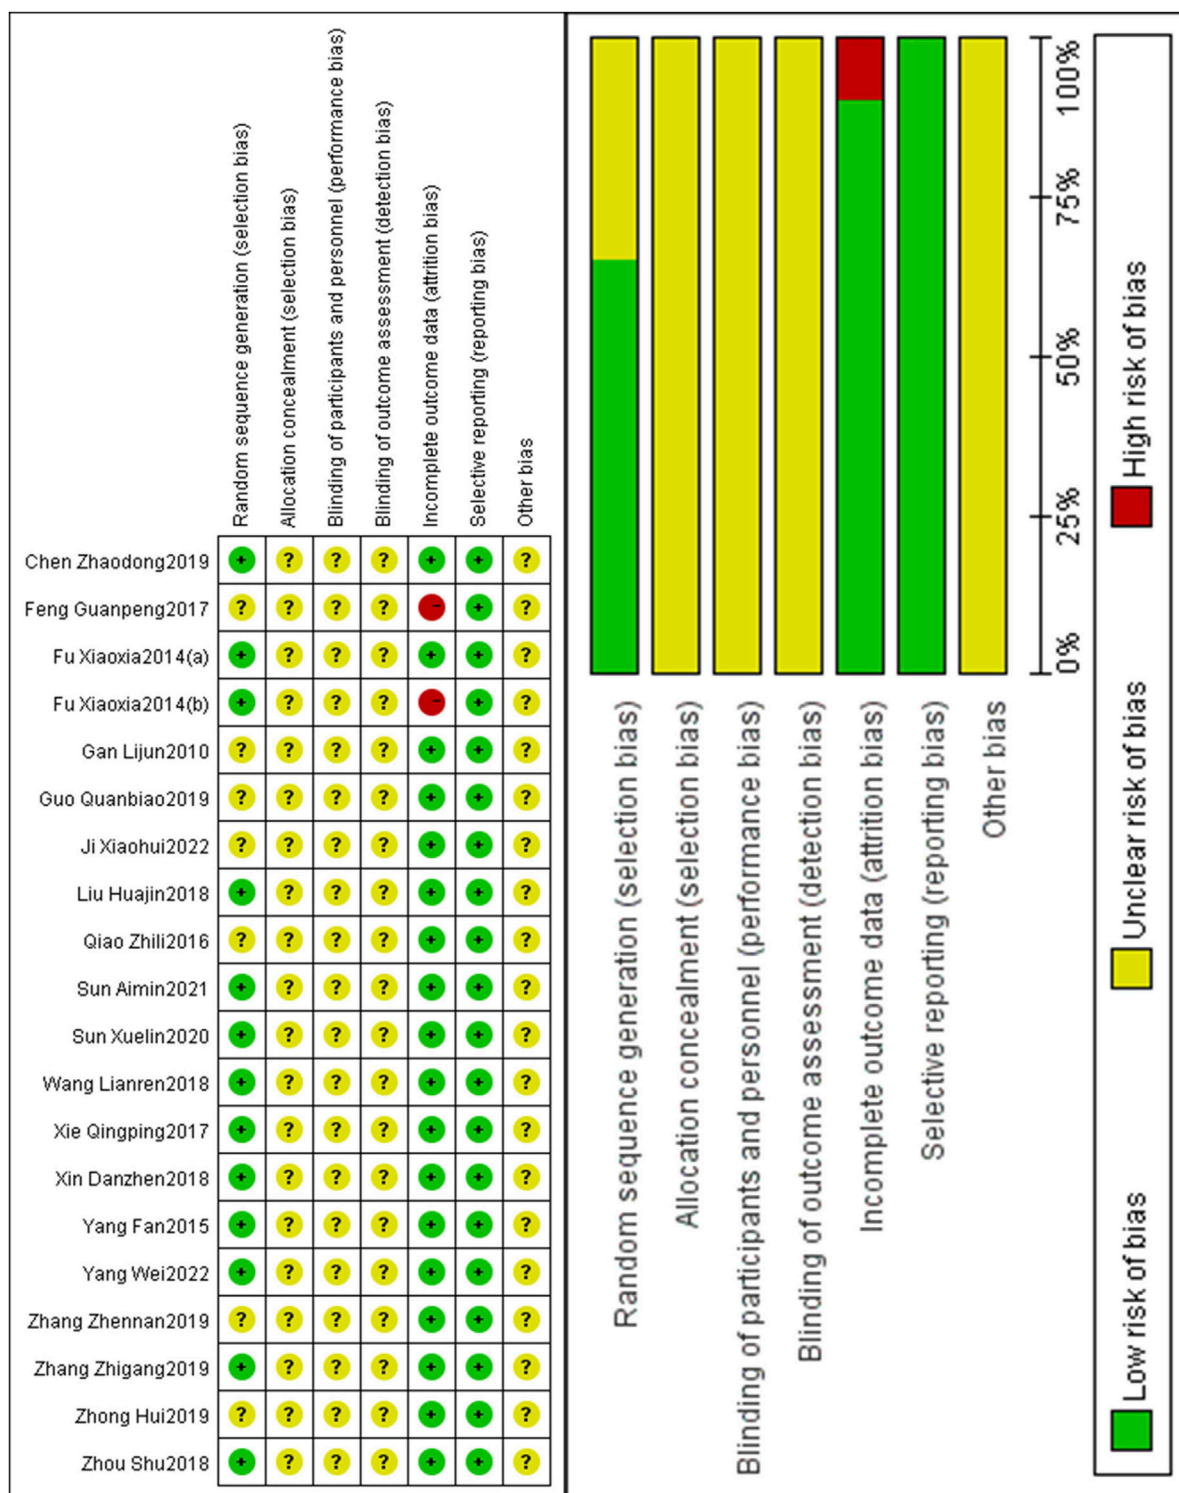 Random sequence generation (selection bias)
Allocation concealment (selection bias)
Blinding of participants and personnel (performance bias)
Blinding of outcome assessment (detection bias)
Incomplete outcome data (attrition bias)
Selective reporting (reporting bias)
Other bias
Chen Zhaodong2019 + ? ? ? + + ?
Feng Guanpeng2017 ? ? ? ? - + ?
Fu Xiaoxia2014(a) + ? ? ? + + ?
Fu Xiaoxia2014(b) + ? ? ? - + ?
Gan Lijun2010 ? ? ? ? + + ?
Guo Quanbiao2019 ? ? ? ? + + ?
Ji Xiaohui2022 ? ? ? ? + + ?
Liu Huajin2018 + ? ? ? + + ?
Qiao Zhili2016 ? ? ? ? + + ?
Sun Aimin2021 + ? ? ? + + ?
Sun Xuelin2020 + ? ? ? + + ?
Wang Lianren2018 + ? ? ? + + ?
Xie Qingping2017 + ? ? ? + + ?
Xin Danzhen2018 + ? ? ? + + ?
Yang Fan2015 + ? ? ? + + ?
Yang Wei2022 + ? ? ? + + ?
Zhang Zhennan2019 ? ? ? ? + + ?
Zhang Zhigang2019 + ? ? ? + + ?
Zhong Hui2019 ? ? ? ? + + ?
Zhou Shu2018 + ? ? ? + + ?
Random sequence generation (selection bias)
Allocation concealment (selection bias)
Blinding of participants and personnel (performance bias)
Blinding of outcome assessment (detection bias)
Incomplete outcome data (attrition bias)
Selective reporting (reporting bias)
Other bias
0% 25% 50% 75% 100%
Low risk of bias
Unclear risk of bias
High risk of bias